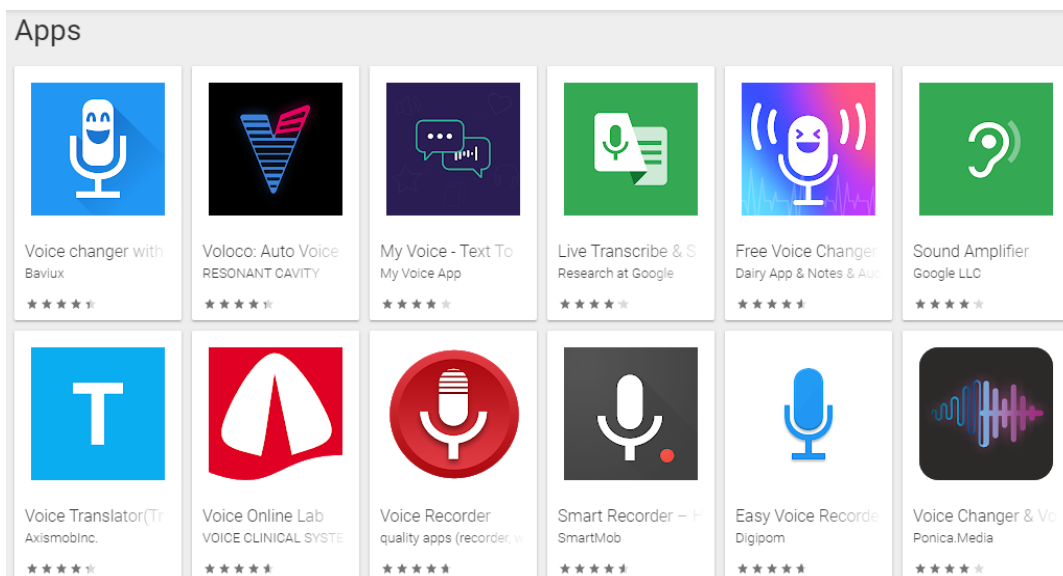 Apps
Voice changer with
Baviux
Voloco: Auto Voice
RESONANT CAVITY
My Voice - Text To
My Voice App
Live Transcribe & S
Research at Google
Free Voice Changer
Dairy App & Notes & Au
Sound Amplifier
Google LLC
T
Voice Translator(Tr
AxismobInc.
Voice Online Lab
VOICE CLINICAL SYSTE
Voice Recorder
quality apps (recorder, w
Smart Recorder – H
SmartMob
Easy Voice Recorde
Digipom
Voice Changer & Vo
Ponica.Media